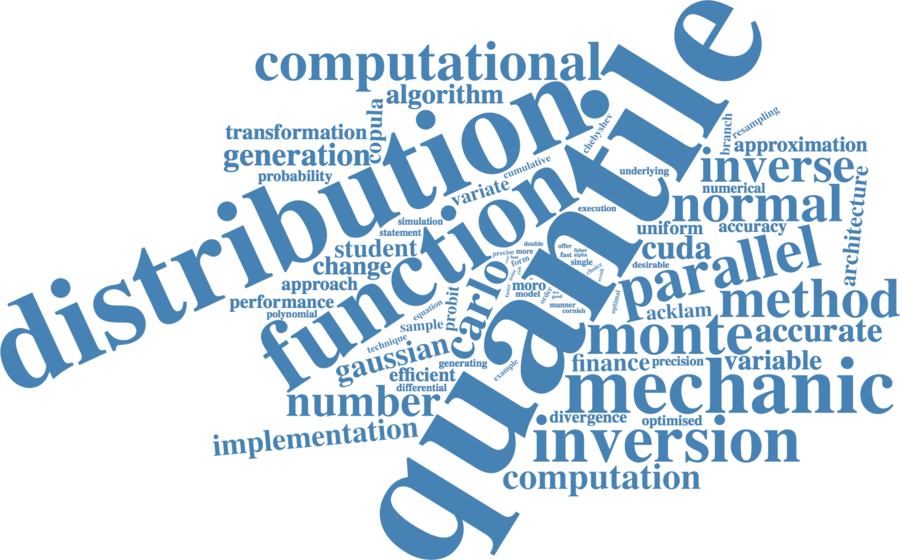 quantile
distribution.
function
computational
algorithm
copula
transformation
generation
probability
cumulative
variate
chebyshev
branch
resampling
approximation
inverse
underlying
numerical
normal
architecture
execution
uniform
accuracy
simulation
statement
student
change
approach
cuda
desirable
parallel
performance
polynomial
precise
more
double
form
offer
fast
alpha
single
choice
carlo
probit
equation
sample
technique
gaussian
moro
model
order
manner
cornish
optimal
acklam
method
monte
accurate
efficient
differential
generating
example
finance
precision
variable
number
mechanic
implementation
divergence
optimised
inversion
computation